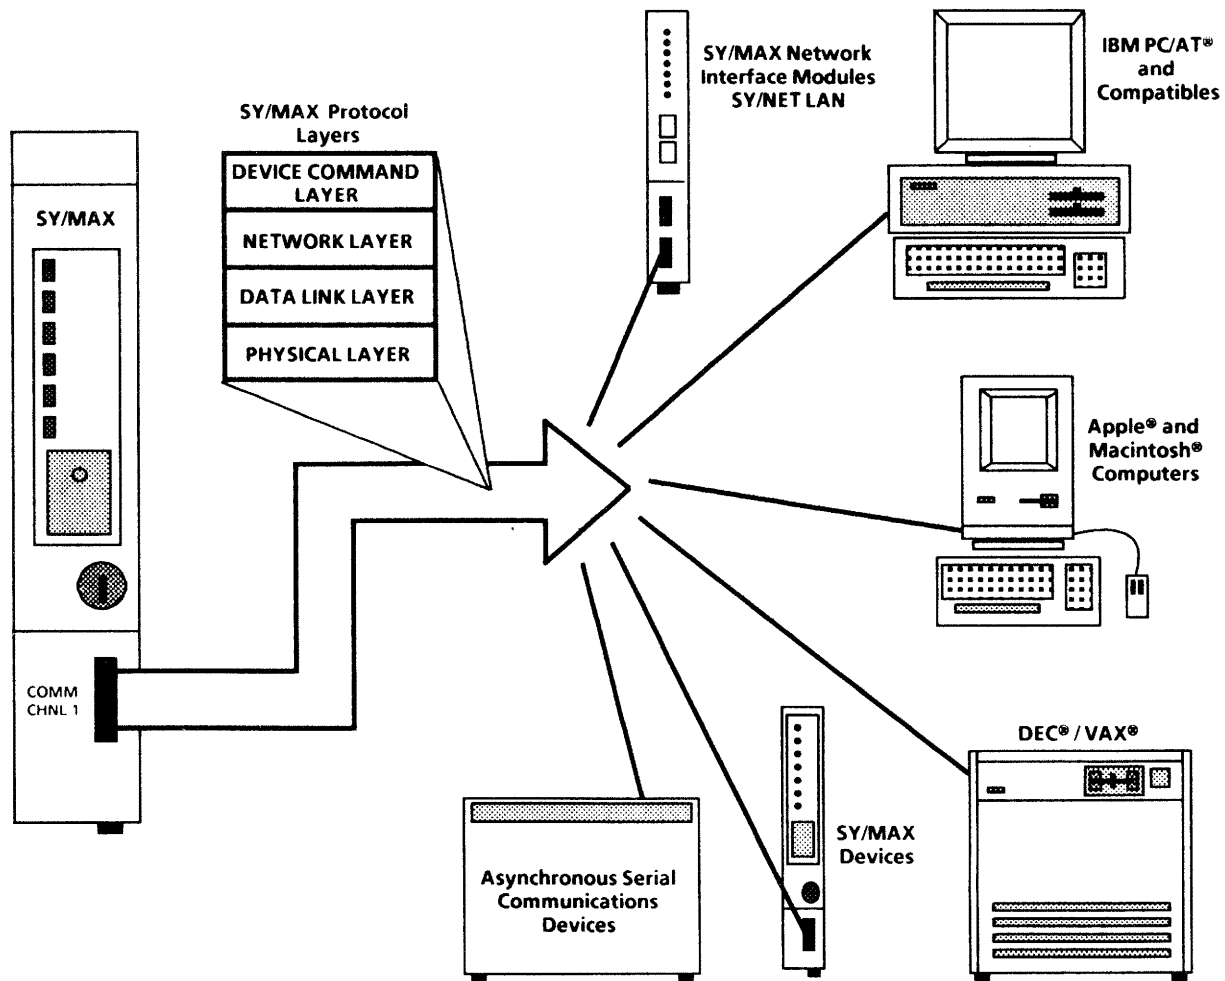 SY/MAX Network
Interface Modules
SY/NET LAN
IBM PC/AT®
and
Compatibles
SY/MAX Protocol
Layers
DEVICE COMMAND
LAYER
NETWORK LAYER
DATA LINK LAYER
PHYSICAL LAYER
SY/MAX
Apple® and
Macintosh®
Computers
COMM
CHNL 1
DEC® / VAX®
SY/MAX
Devices
Asynchronous Serial
Communications
Devices